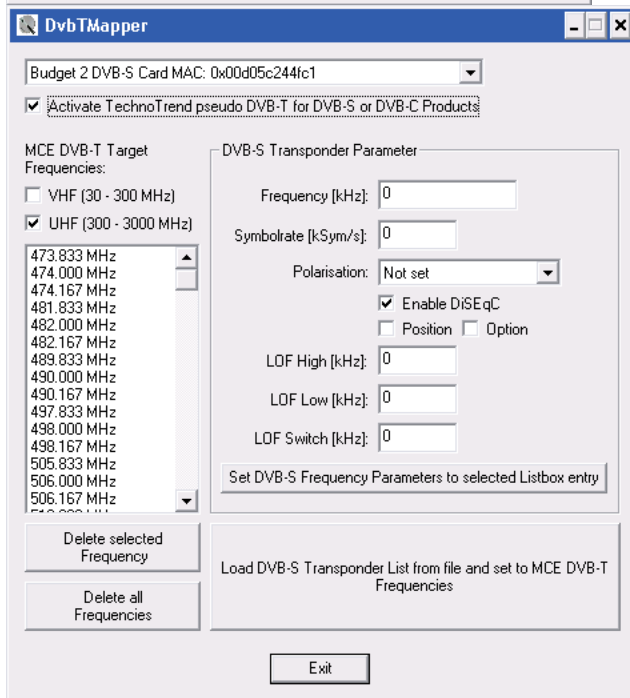 DvbTMapper
Budget 2 DVB-S Card MAC: 0x00d05c244fc1
Activate TechnoTrend pseudo DVB-T for DVB-S or DVB-C Products
MCE DVB-T Target
Frequencies:
VHF (30 - 300 MHz)
UHF (300 - 3000 MHz)
473.833 MHz
474.000 MHz
474.167 MHz
481.833 MHz
482.000 MHz
482.167 MHz
489.833 MHz
490.000 MHz
490.167 MHz
497.833 MHz
498.000 MHz
498.167 MHz
505.833 MHz
506.000 MHz
506.167 MHz
DVB-S Transponder Parameter
Frequency [kHz]: 0
Symbolrate [kSym/s]: 0
Polarisation: Not set
Enable DiSEqC
Position Option
LOF High [kHz]: 0
LOF Low [kHz]: 0
LOF Switch [kHz]: 0
Set DVB-S Frequency Parameters to selected Listbox entry
Delete selected
Frequency
Delete all
Frequencies
Load DVB-S Transponder List from file and set to MCE DVB-T
Frequencies
Exit